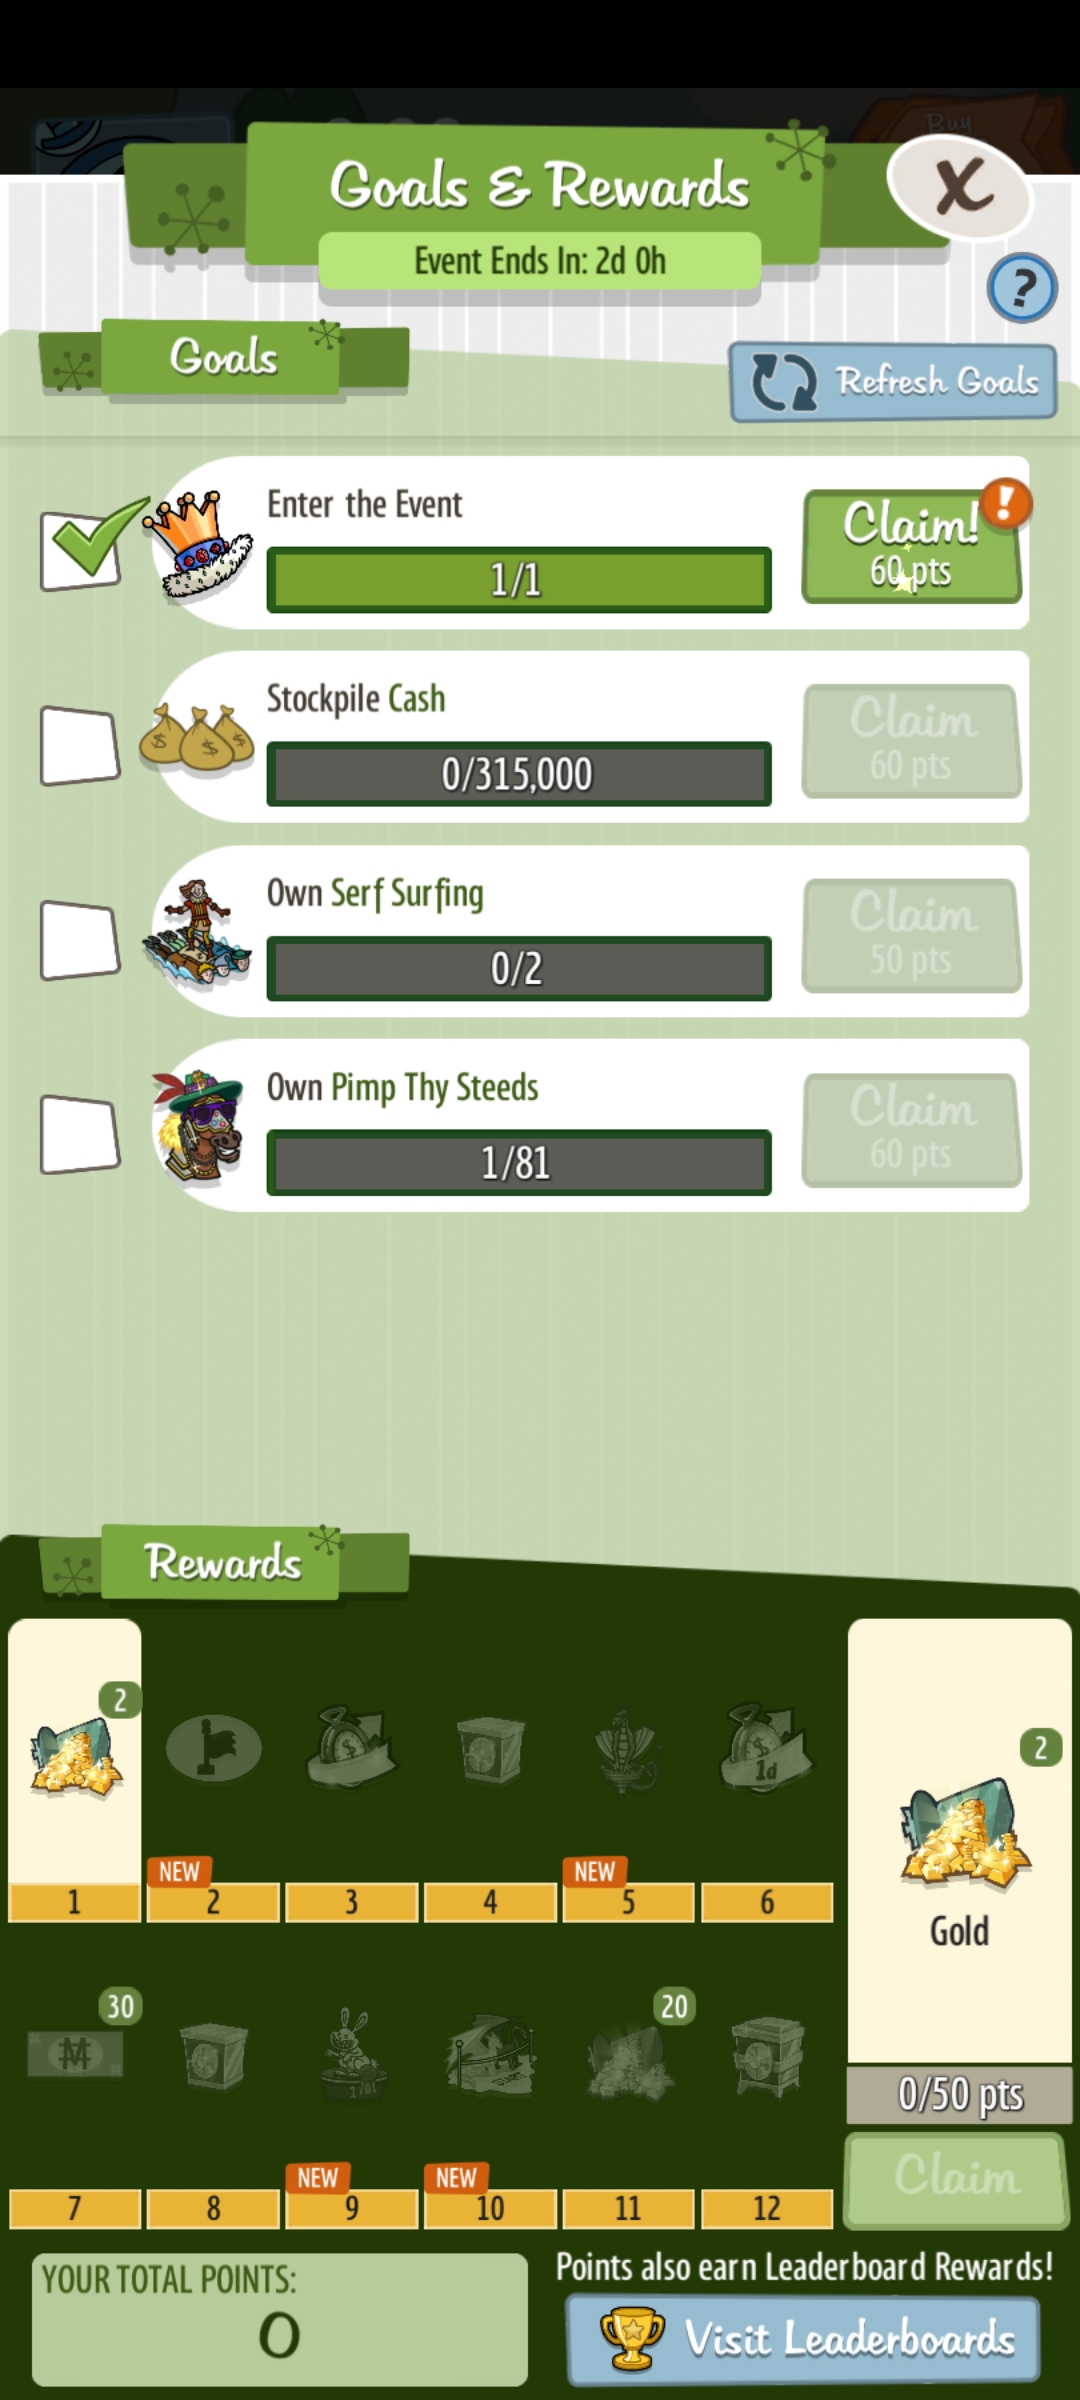 Buy
Goals & Rewards
X
Event Ends In: 2d 0h
?
Goals
Refresh Goals
Enter the Event
1/1
Claim!
60 pts
!
Stockpile Cash
0/315,000
Claim
60 pts
Own Serf Surfing
0/2
Claim
50 pts
Own Pimp Thy Steeds
1/81
Claim
60 pts
Rewards
2
1d
2
NEW
NEW
1 2 3 4 5 6
Gold
30
20
0/50 pts
NEW
NEW
7 8 9 10 11 12
Claim
YOUR TOTAL POINTS:
0
Points also earn Leaderboard Rewards!
Visit Leaderboards